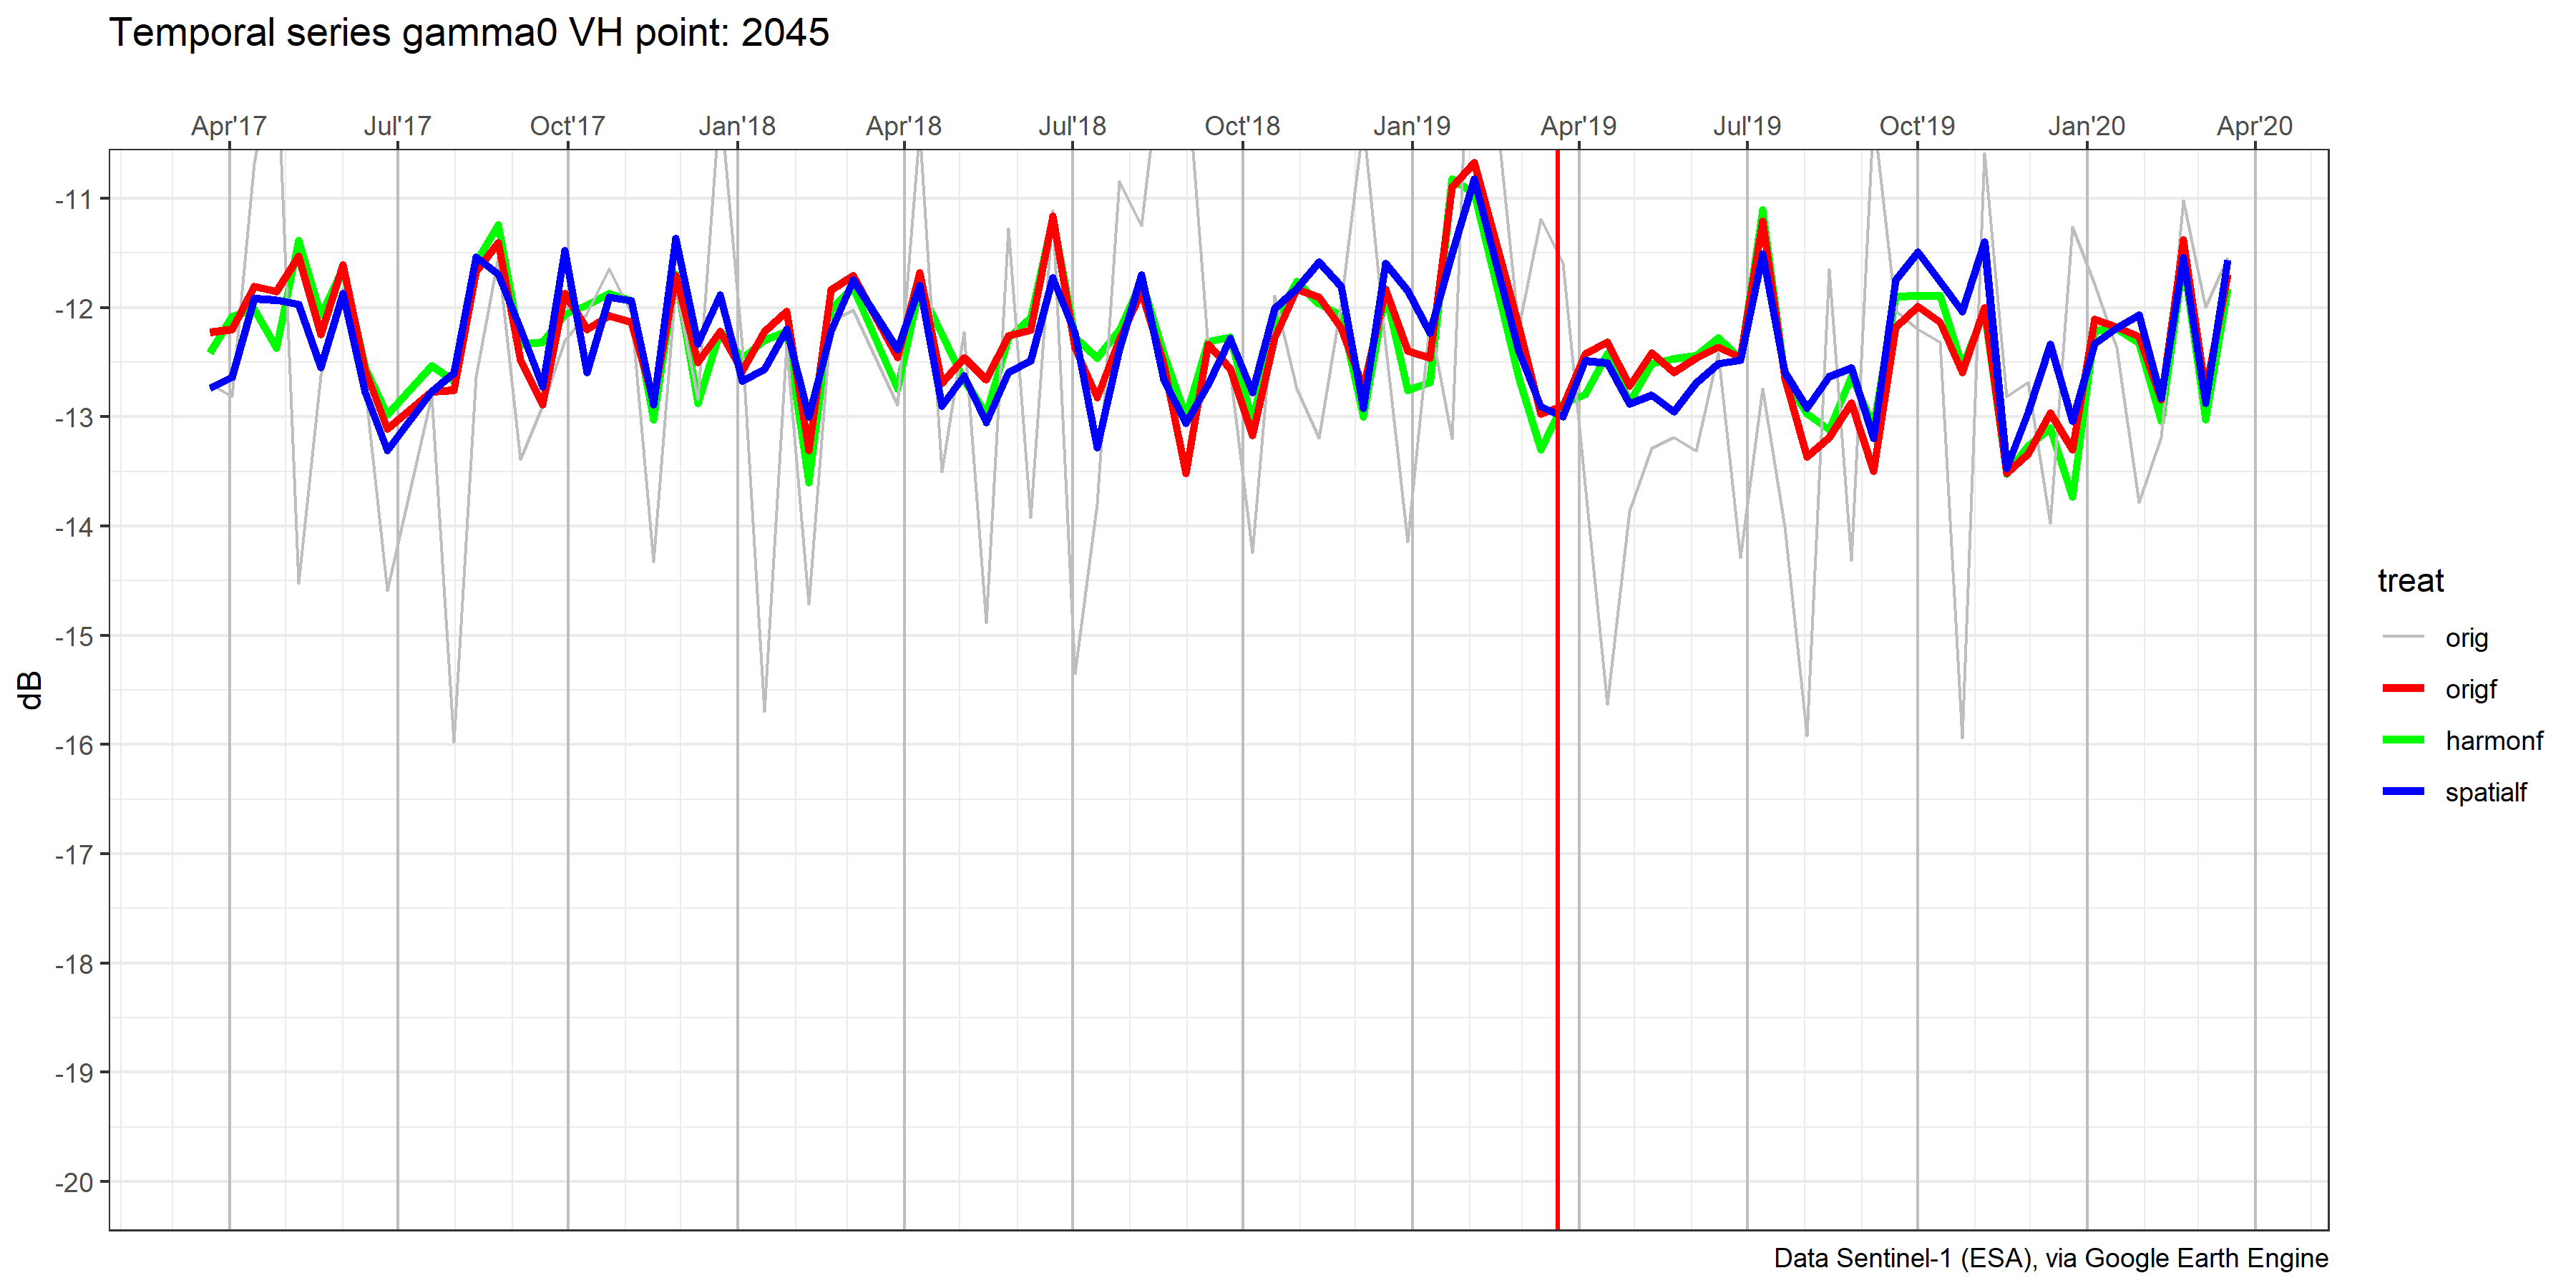 Temporal series gamma0 VH point: 2045
Apr'17 Jul'17 Oct'17 Jan'18 Apr'18 Jul'18 Oct'18 Jan'19 Apr'19 Jul'19 Oct'19 Jan'20 Apr'20
-11
-12
-13
-14
-15
-16
-17
-18
-19
-20
dB
treat
orig
origf
harmonf
spatialf
Data Sentinel-1 (ESA), via Google Earth Engine